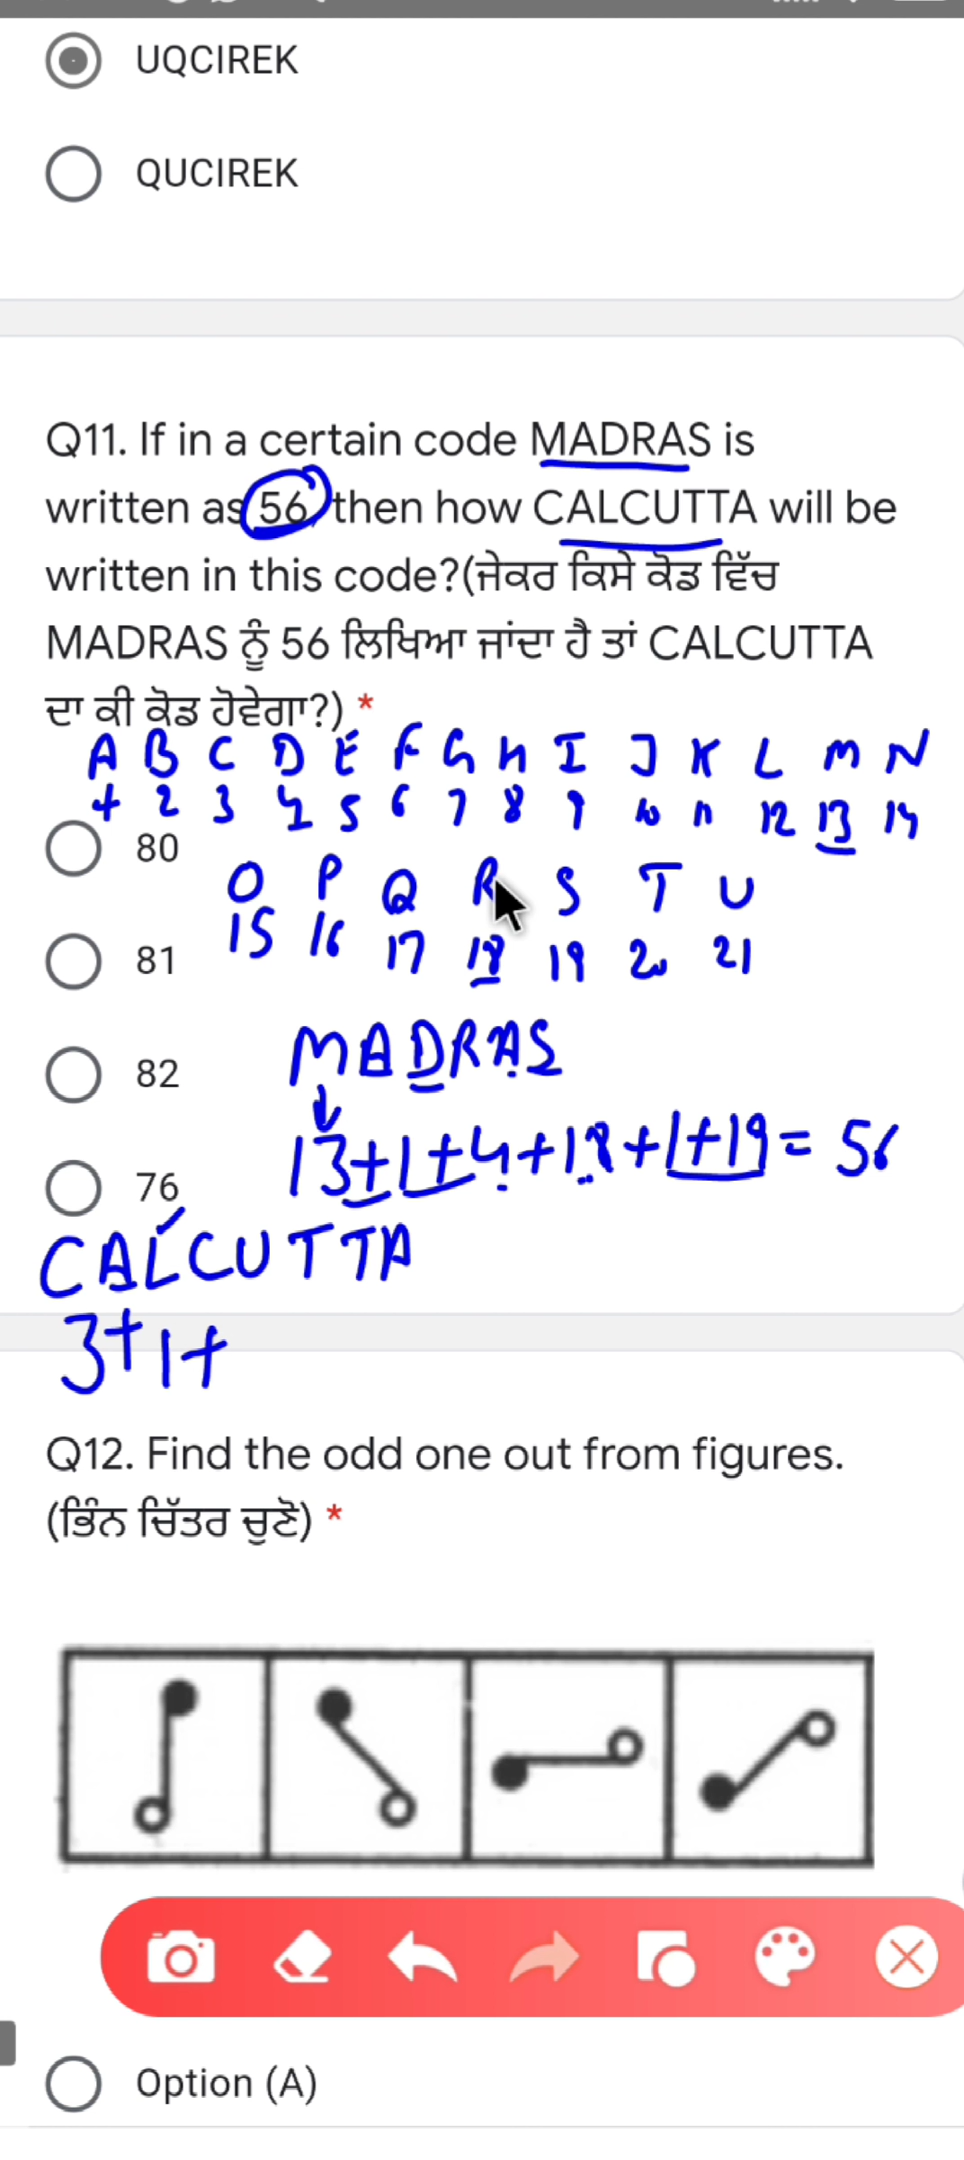 UQCIREK
QUCIREK
Q11. If in a certain code MADRAS is
written as 56, then how CALCUTTA will be
written in this code?(ਜੇਕਰ ਕਿਸੇ ਕੋਡ ਵਿੱਚ
MADRAS ਨੂੰ 56 ਲਿਖਿਆ ਜਾਂਦਾ ਹੈ ਤਾਂ CALCUTTA
ਦਾ ਕੀ ਕੋਡ ਹੋਵੇਗਾ?) *
A B C D E F G H I J K L M N
1 2 3 4 5 6 7 8 9 10 11 12 13 14
80
O P Q R S T U
15 16 17 18 19 20 21
81
MADRAS
82
13+1+4+18+1+19= 56
76
CALCUTTA
3+1+
Q12. Find the odd one out from figures.
(ਭਿੰਨ ਚਿੱਤਰ ਚੁਣੋ) *
Option (A)